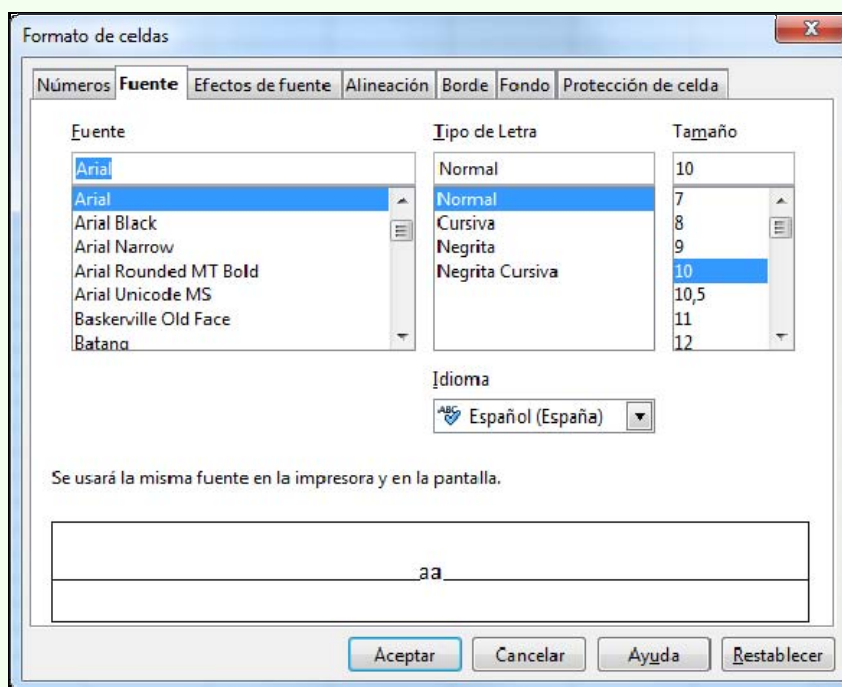 Formato de celdas
X
Números Fuente Efectos de fuente Alineación Borde Fondo Protección de celda
Fuente Tipo de Letra Tamaño
Arial Normal 10
Arial Normal 7
Arial Black Cursiva 8
Arial Narrow Negrita 9
Arial Rounded MT Bold Negrita Cursiva 10
Arial Unicode MS 10,5
Baskerville Old Face 11
Batang 12
Idioma
ABC Español (España)
Se usará la misma fuente en la impresora y en la pantalla.
aa
Aceptar Cancelar Ayuda Restablecer